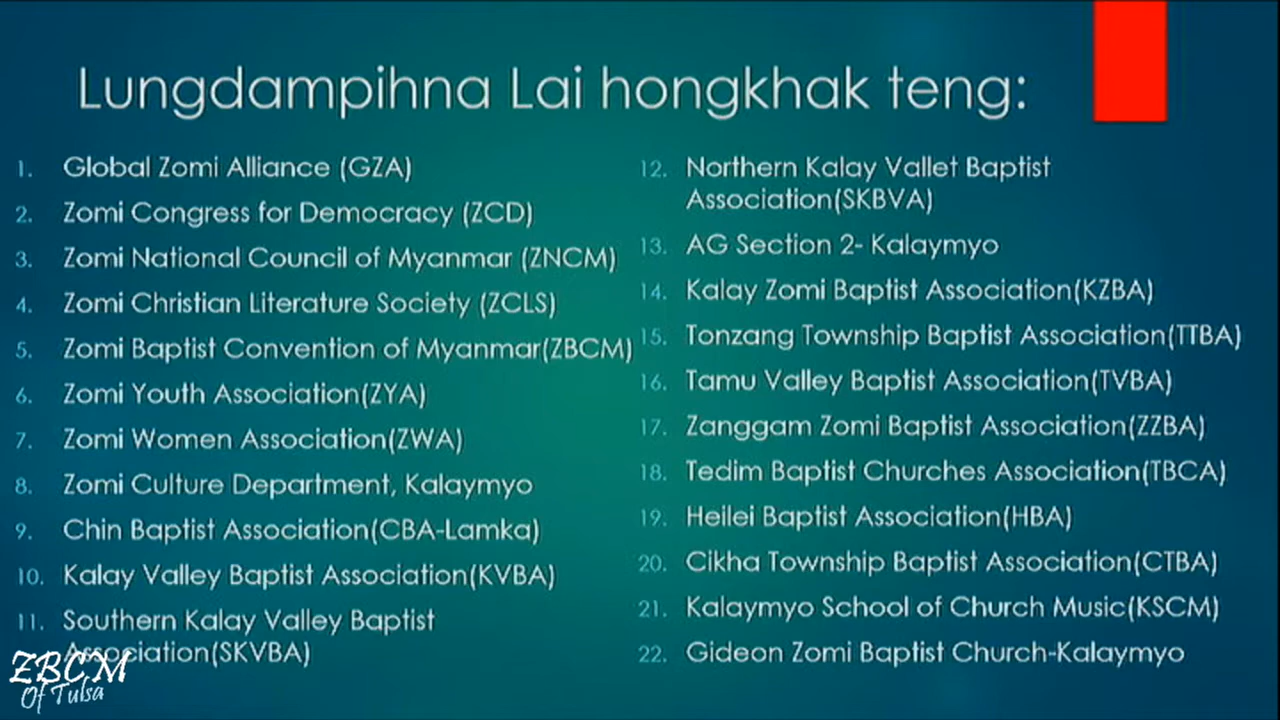 Lungdampihna Lai hongkhak teng:
1. Global Zomi Alliance (GZA)
2. Zomi Congress for Democracy (ZCD)
3. Zomi National Council of Myanmar (ZNCM)
4. Zomi Christian Literature Society (ZCLS)
5. Zomi Baptist Convention of Myanmar(ZBCM)
6. Zomi Youth Association(ZYA)
7. Zomi Women Association(ZWA)
8. Zomi Culture Department, Kalaymyo
9. Chin Baptist Association(CBA-Lamka)
10. Kalay Valley Baptist Association(KVBA)
11. Southern Kalay Valley Baptist
Association(SKVBA)
12. Northern Kalay Vallet Baptist
Association(SKBVA)
13. AG Section 2- Kalaymyo
14. Kalay Zomi Baptist Association(KZBA)
15. Tonzang Township Baptist Association(TTBA)
16. Tamu Valley Baptist Association(TVBA)
17. Zanggam Zomi Baptist Association(ZZBA)
18. Tedim Baptist Churches Association(TBCA)
19. Heilei Baptist Association(HBA)
20. Cikha Township Baptist Association(CTBA)
21. Kalaymyo School of Church Music(KSCM)
22. Gideon Zomi Baptist Church-Kalaymyo
ZBCM
Of Tulsa